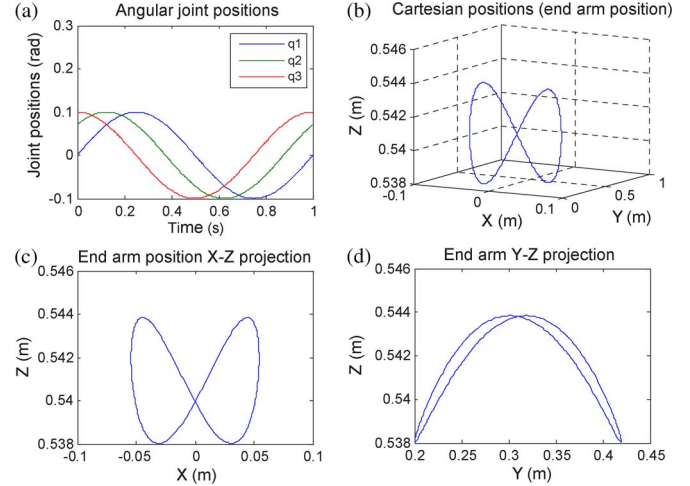 (a)
Angular joint positions
0.3
0.2
0.1
0
-0.1
0
0.2
0.4
0.6
0.8
1
Joint positions (rad)
Time (s)
q1
q2
q3
(b)
Cartesian positions (end arm position)
0.546
0.544
0.541
0.54
0.538
-0.1
0
0.1
0
0.5
1
Z (m)
X (m)
Y (m)
(c)
End arm position X-Z projection
0.546
0.544
0.542
0.54
0.538
-0.1
-0.05
0
0.05
0.1
Z (m)
X (m)
(d)
End arm Y-Z projection
0.546
0.544
0.542
0.54
0.538
0.2
0.25
0.3
0.35
0.4
0.45
Z (m)
Y (m)